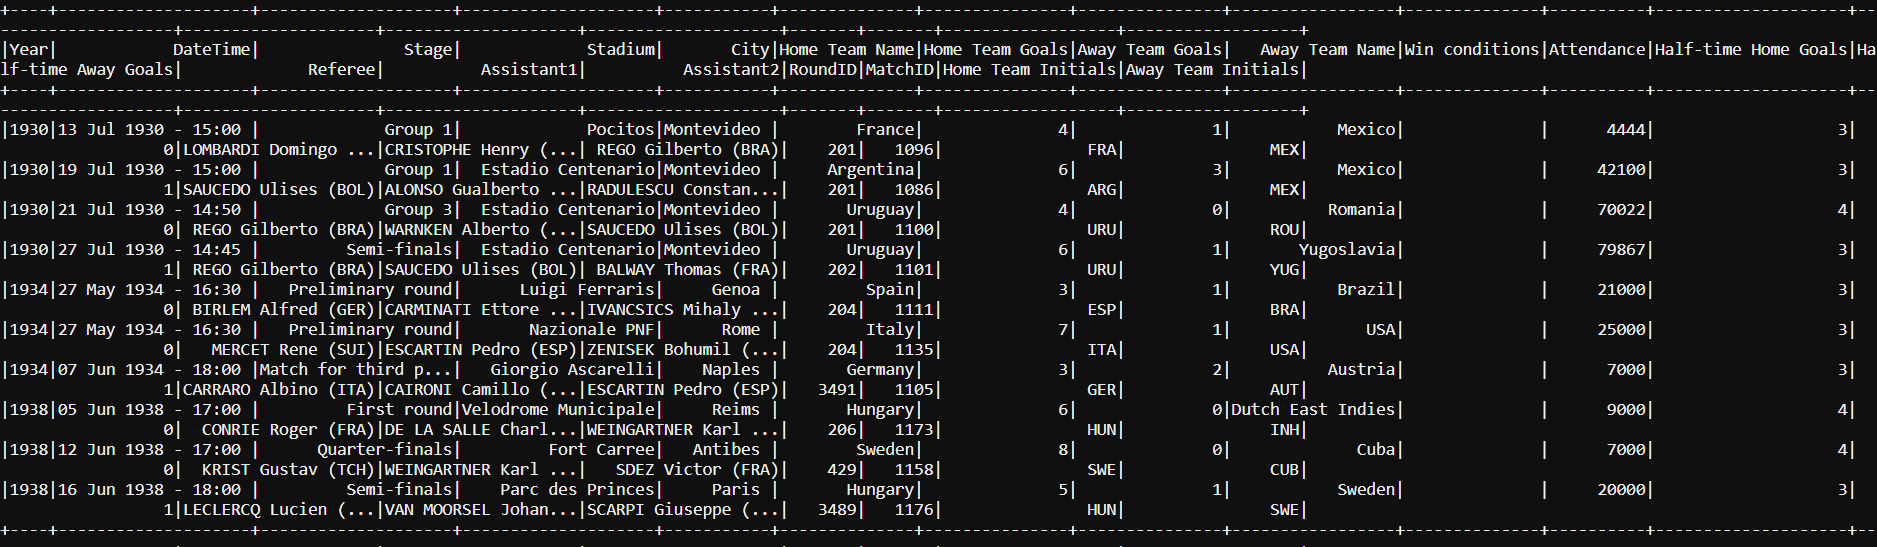 +----+--------------------+--------------------+--------------------+-----------+--------------+---------------+---------------+-----------------+--------------+----------+--------------------+--
-------------------+--------------------+--------------------+--------------------+-------+-------+------------------+------------------+
|Year| DateTime| Stage| Stadium| City|Home Team Name|Home Team Goals|Away Team Goals| Away Team Name|Win conditions|Attendance|Half-time Home Goals|Ha
lf-time Away Goals| Referee| Assistant1| Assistant2|RoundID|MatchID|Home Team Initials|Away Team Initials|
+----+--------------------+--------------------+--------------------+-----------+--------------+---------------+---------------+-----------------+--------------+----------+--------------------+--
-------------------+--------------------+--------------------+--------------------+-------+-------+------------------+------------------+
|1930|13 Jul 1930 - 15:00 | Group 1| Pocitos|Montevideo | France| 4| 1| Mexico| | 4444| 3|
0|LOMBARDI Domingo ...|CRISTOPHE Henry (...| REGO Gilberto (BRA)| 201| 1096| FRA| MEX|
|1930|19 Jul 1930 - 15:00 | Group 1| Estadio Centenario|Montevideo | Argentina| 6| 3| Mexico| | 42100| 3|
1|SAUCEDO Ulises (BOL)|ALONSO Gualberto ...|RADULESCU Constan...| 201| 1086| ARG| MEX|
|1930|21 Jul 1930 - 14:50 | Group 3| Estadio Centenario|Montevideo | Uruguay| 4| 0| Romania| | 70022| 4|
0| REGO Gilberto (BRA)|WARNKEN Alberto (...|SAUCEDO Ulises (BOL)| 201| 1100| URU| ROU|
|1930|27 Jul 1930 - 14:45 | Semi-finals| Estadio Centenario|Montevideo | Uruguay| 6| 1| Yugoslavia| | 79867| 3|
1| REGO Gilberto (BRA)|SAUCEDO Ulises (BOL)| BALWAY Thomas (FRA)| 202| 1101| URU| YUG|
|1934|27 May 1934 - 16:30 | Preliminary round| Luigi Ferraris| Genoa | Spain| 3| 1| Brazil| | 21000| 3|
0| BIRLEM Alfred (GER)|CARMINATI Ettore ...|IVANCSICS Mihaly ...| 204| 1111| ESP| BRA|
|1934|27 May 1934 - 16:30 | Preliminary round| Nazionale PNF| Rome | Italy| 7| 1| USA| | 25000| 3|
0| MERCET Rene (SUI)|ESCARTIN Pedro (ESP)|ZENISEK Bohumil (...| 204| 1135| ITA| USA|
|1934|07 Jun 1934 - 18:00 |Match for third p...| Giorgio Ascarelli| Naples | Germany| 3| 2| Austria| | 7000| 3|
1|CARRARO Albino (ITA)|CAIRONI Camillo (...|ESCARTIN Pedro (ESP)| 3491| 1105| GER| AUT|
|1938|05 Jun 1938 - 17:00 | First round|Velodrome Municipale| Reims | Hungary| 6| 0|Dutch East Indies| | 9000| 4|
0| CONRIE Roger (FRA)|DE LA SALLE Charl...|WEINGARTNER Karl ...| 206| 1173| HUN| INH|
|1938|12 Jun 1938 - 17:00 | Quarter-finals| Fort Carree| Antibes | Sweden| 8| 0| Cuba| | 7000| 4|
0| KRIST Gustav (TCH)|WEINGARTNER Karl ...| SDEZ Victor (FRA)| 429| 1158| SWE| CUB|
|1938|16 Jun 1938 - 18:00 | Semi-finals| Parc des Princes| Paris | Hungary| 5| 1| Sweden| | 20000| 3|
1|LECLERCQ Lucien (...|VAN MOORSEL Johan...|SCARPI Giuseppe (...| 3489| 1176| HUN| SWE|
+----+--------------------+--------------------+--------------------+-----------+--------------+---------------+---------------+-----------------+--------------+----------+--------------------+--